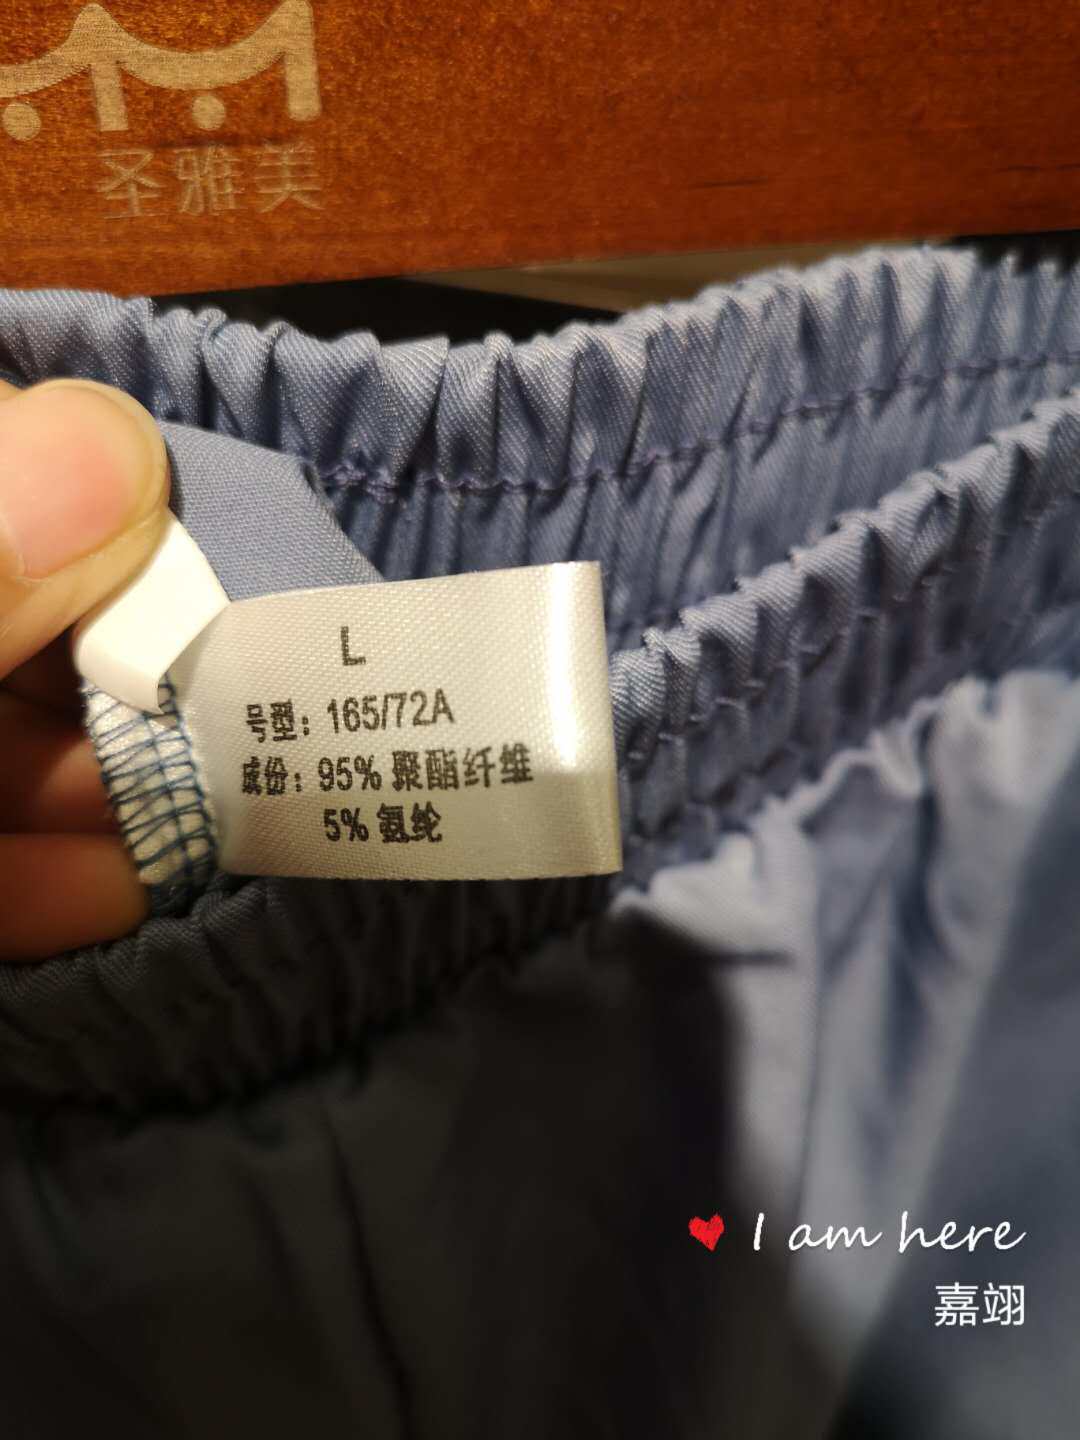 圣雅美
L
号型：165/72A
成份：95% 聚酯纤维
5% 氨纶
I am here
嘉翊